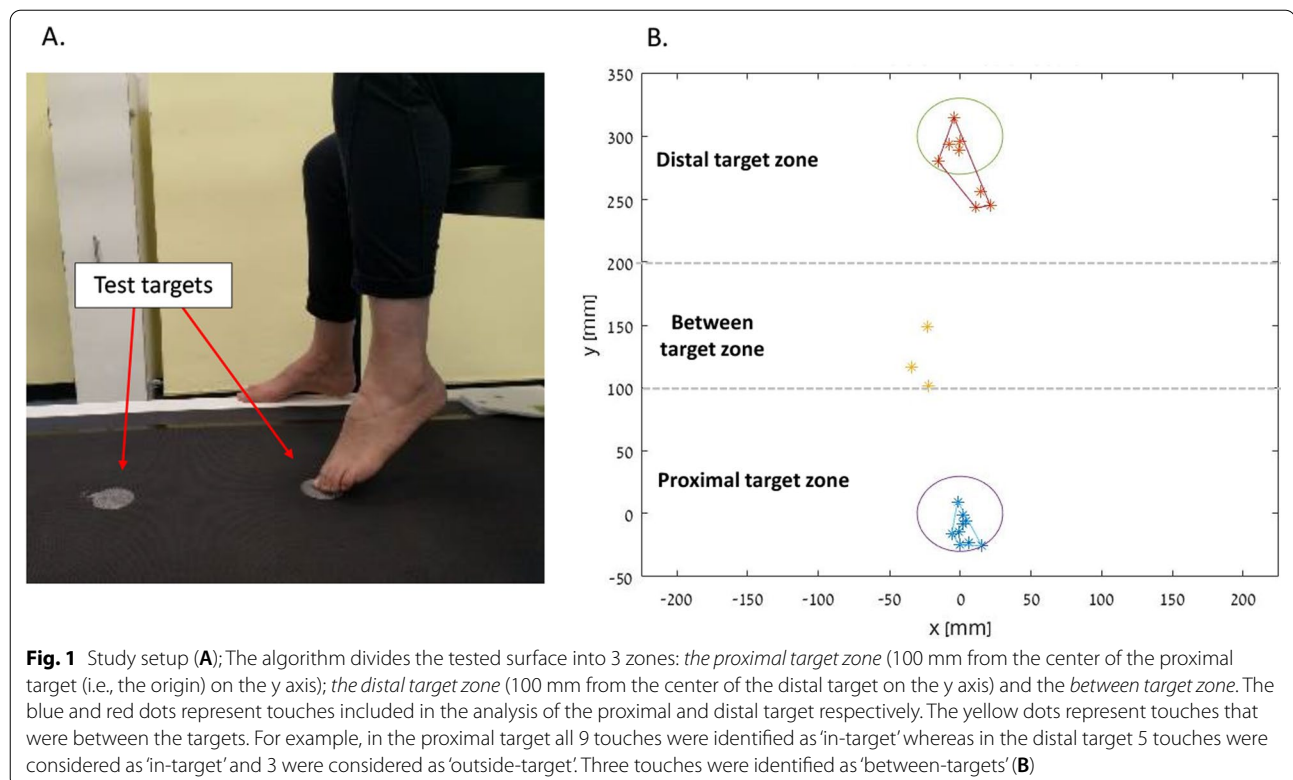 A.
B.
Test targets
350
300
250
200
150
100
50
0
-50
y [mm]
Distal target zone
Between
target zone
Proximal target zone
-200 -150 -100 -50 0 50 100 150 200
x [mm]
Fig. 1 Study setup (A); The algorithm divides the tested surface into 3 zones: the proximal target zone (100 mm from the center of the proximal
target (i.e., the origin) on the y axis); the distal target zone (100 mm from the center of the distal target on the y axis) and the between target zone. The
blue and red dots represent touches included in the analysis of the proximal and distal target respectively. The yellow dots represent touches that
were between the targets. For example, in the proximal target all 9 touches were identified as 'in-target' whereas in the distal target 5 touches were
considered as 'in-target' and 3 were considered as 'outside-target'. Three touches were identified as 'between-targets' (B)